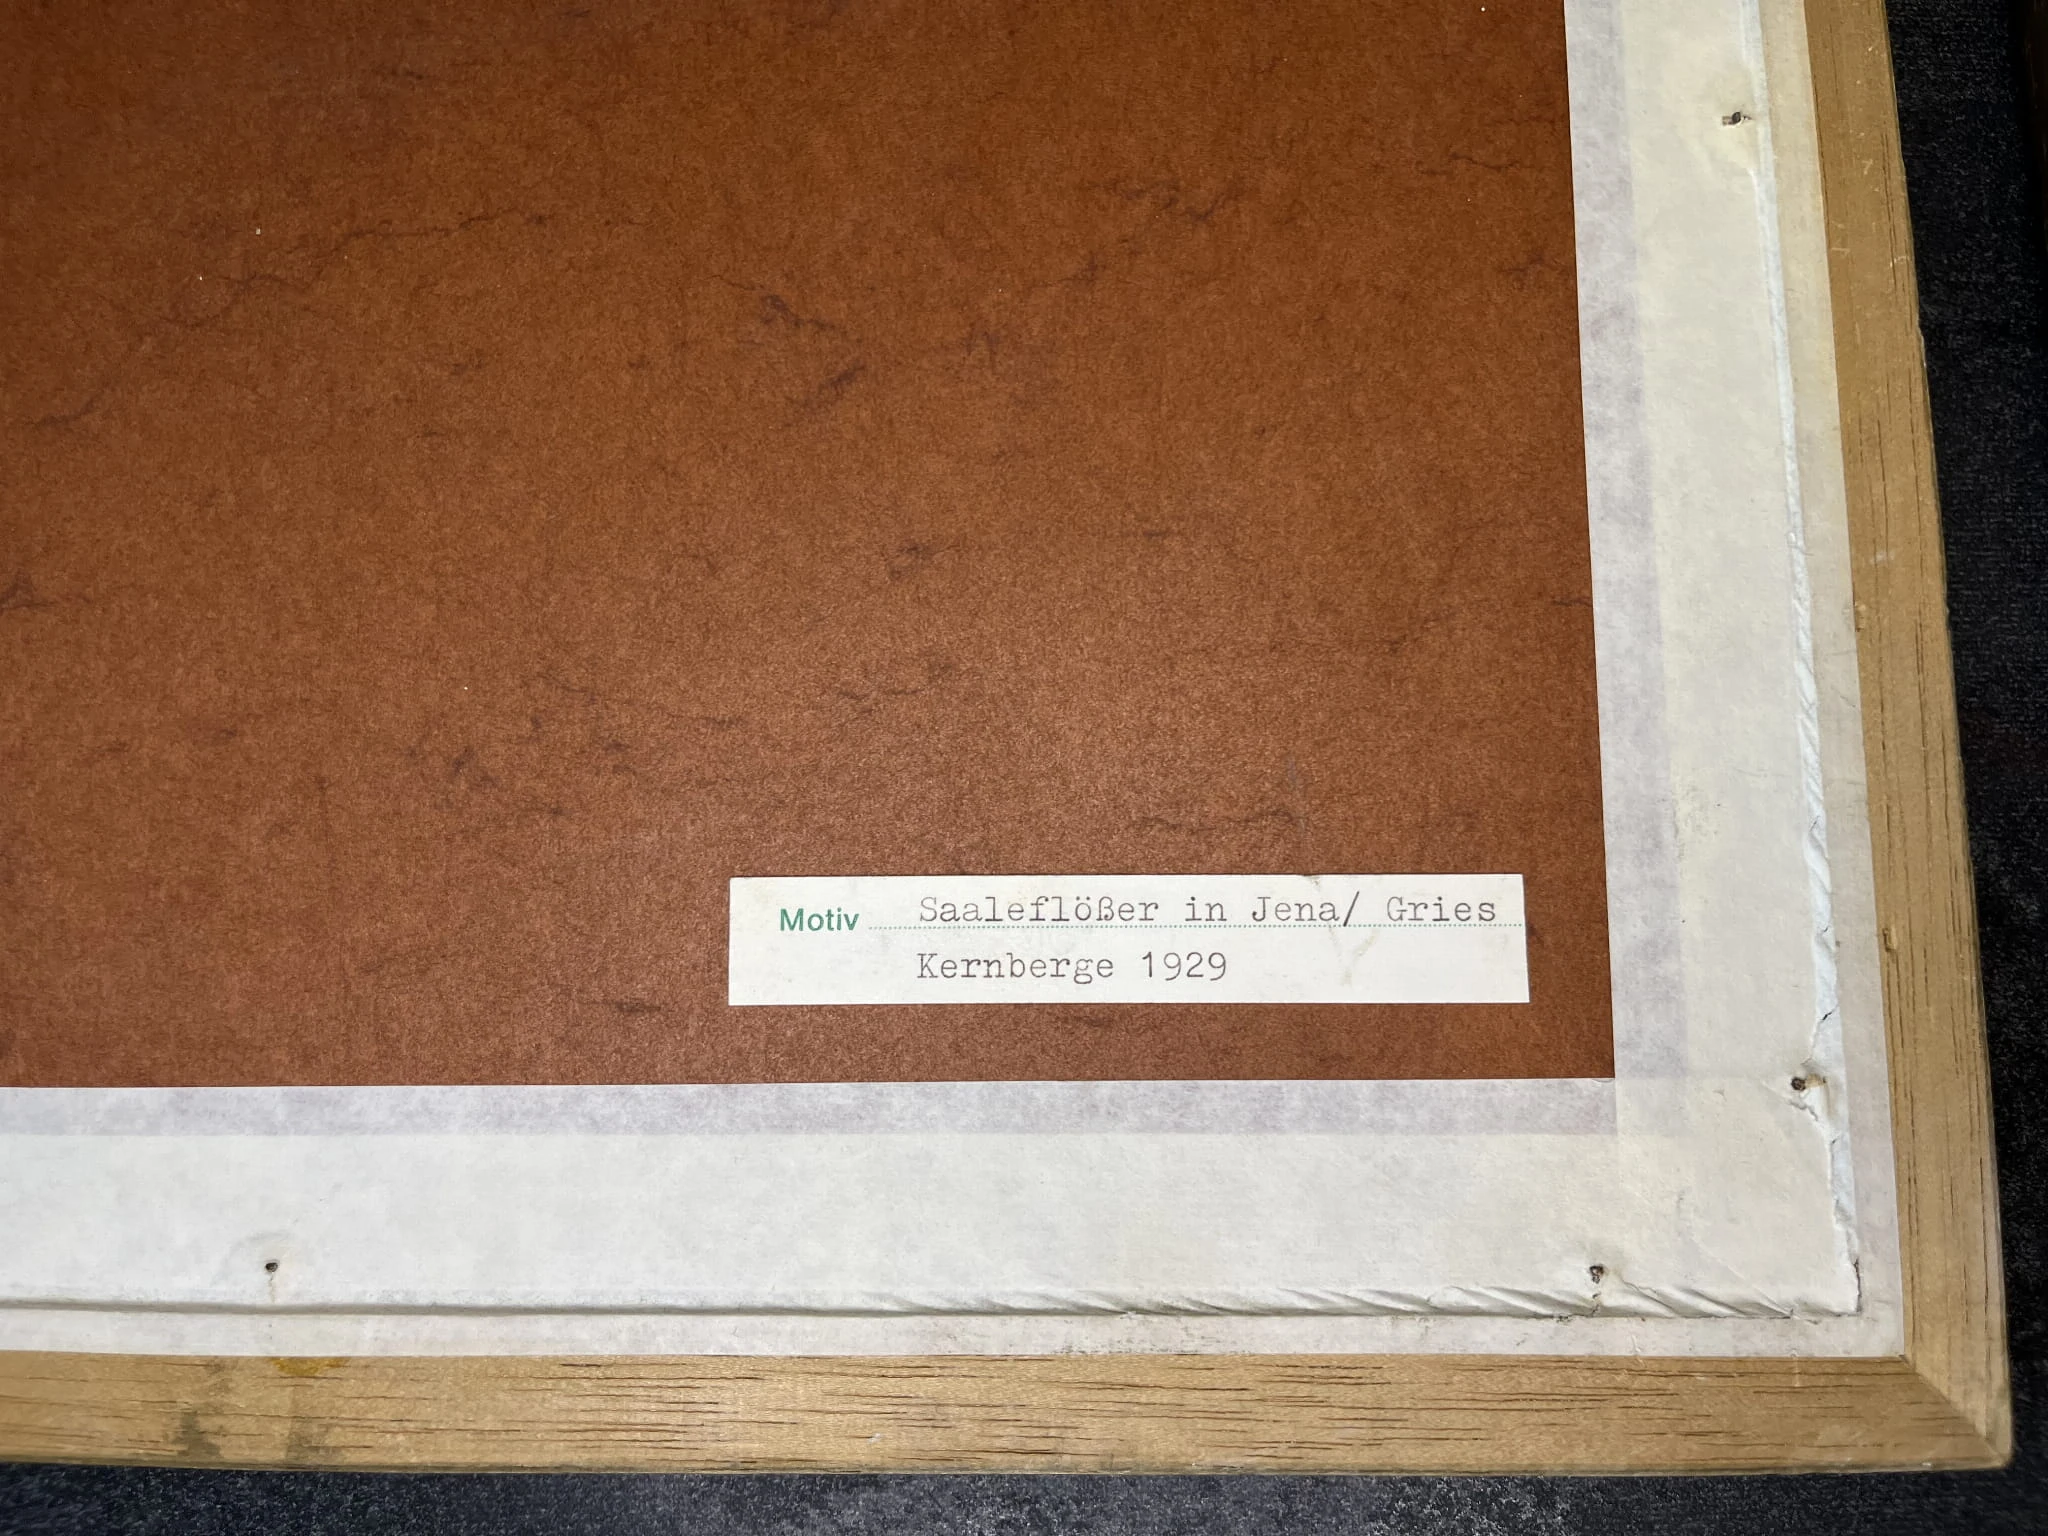 Motiv Saaleflößer in Jena/ Gries
Kernberge 1929